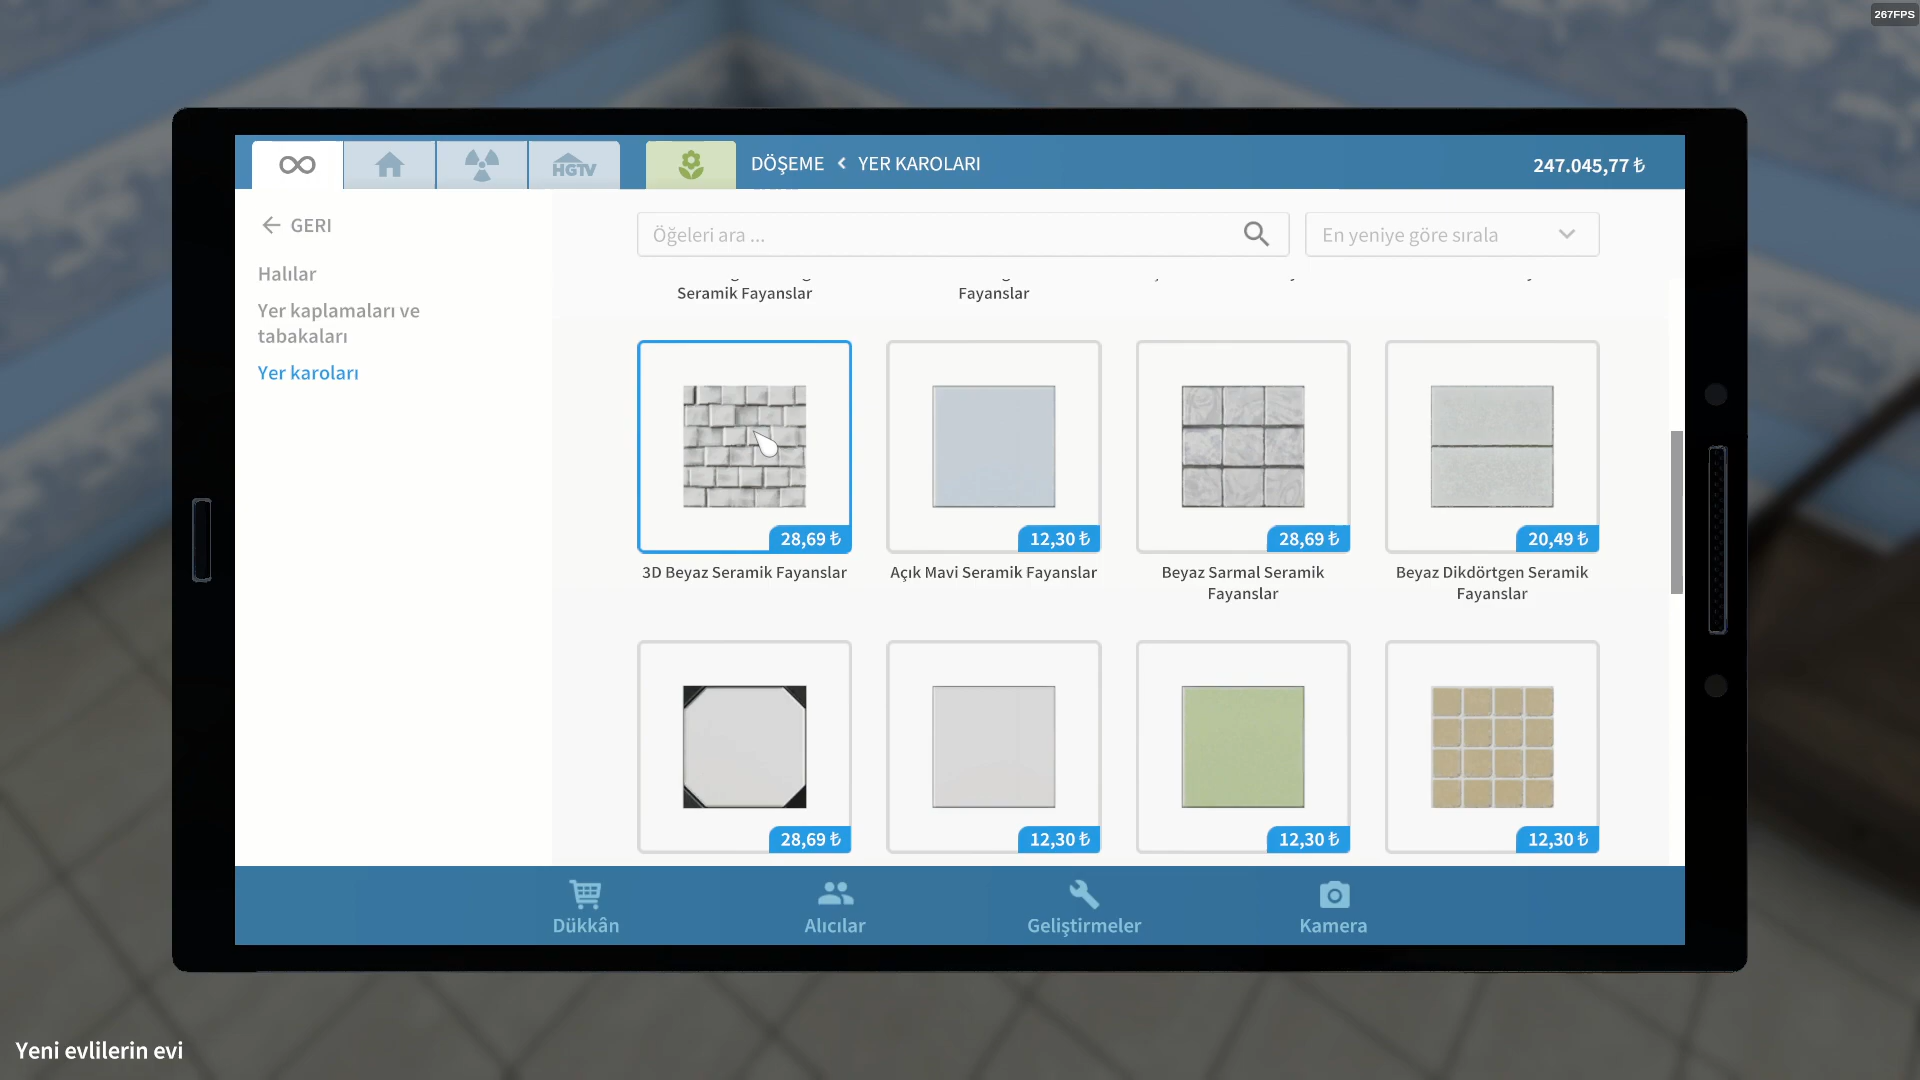 267FPS
HGTV
DÖŞEME < YER KAROLARI
247.045,77 ₺
GERI
Öğeleri ara ...
En yeniye göre sırala
Halılar
Yer kaplamaları ve
tabakaları
Yer karoları
Seramik Fayanslar
Fayanslar
28,69 ₺
12,30 ₺
28,69 ₺
20,49 ₺
3D Beyaz Seramik Fayanslar
Açık Mavi Seramik Fayanslar
Beyaz Sarmal Seramik
Fayanslar
Beyaz Dikdörtgen Seramik
Fayanslar
28,69 ₺
12,30 ₺
12,30 ₺
12,30 ₺
Dükkân
Alıcılar
Geliştirmeler
Kamera
Yeni evlilerin evi